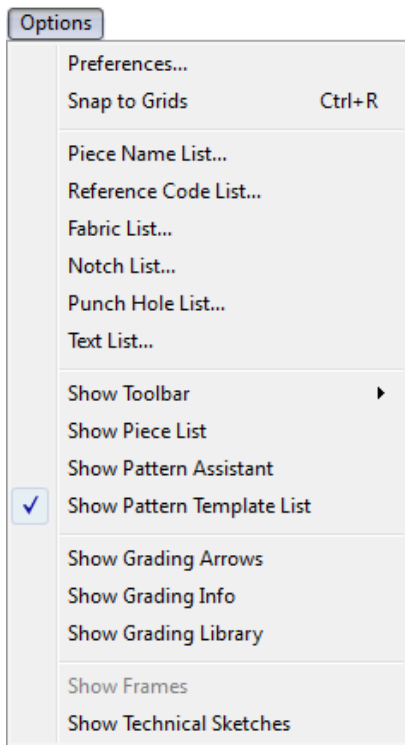 Options
Preferences...
Snap to Grids Ctrl+R
Piece Name List...
Reference Code List...
Fabric List...
Notch List...
Punch Hole List...
Text List...
Show Toolbar
Show Piece List
Show Pattern Assistant
Show Pattern Template List
Show Grading Arrows
Show Grading Info
Show Grading Library
Show Frames
Show Technical Sketches